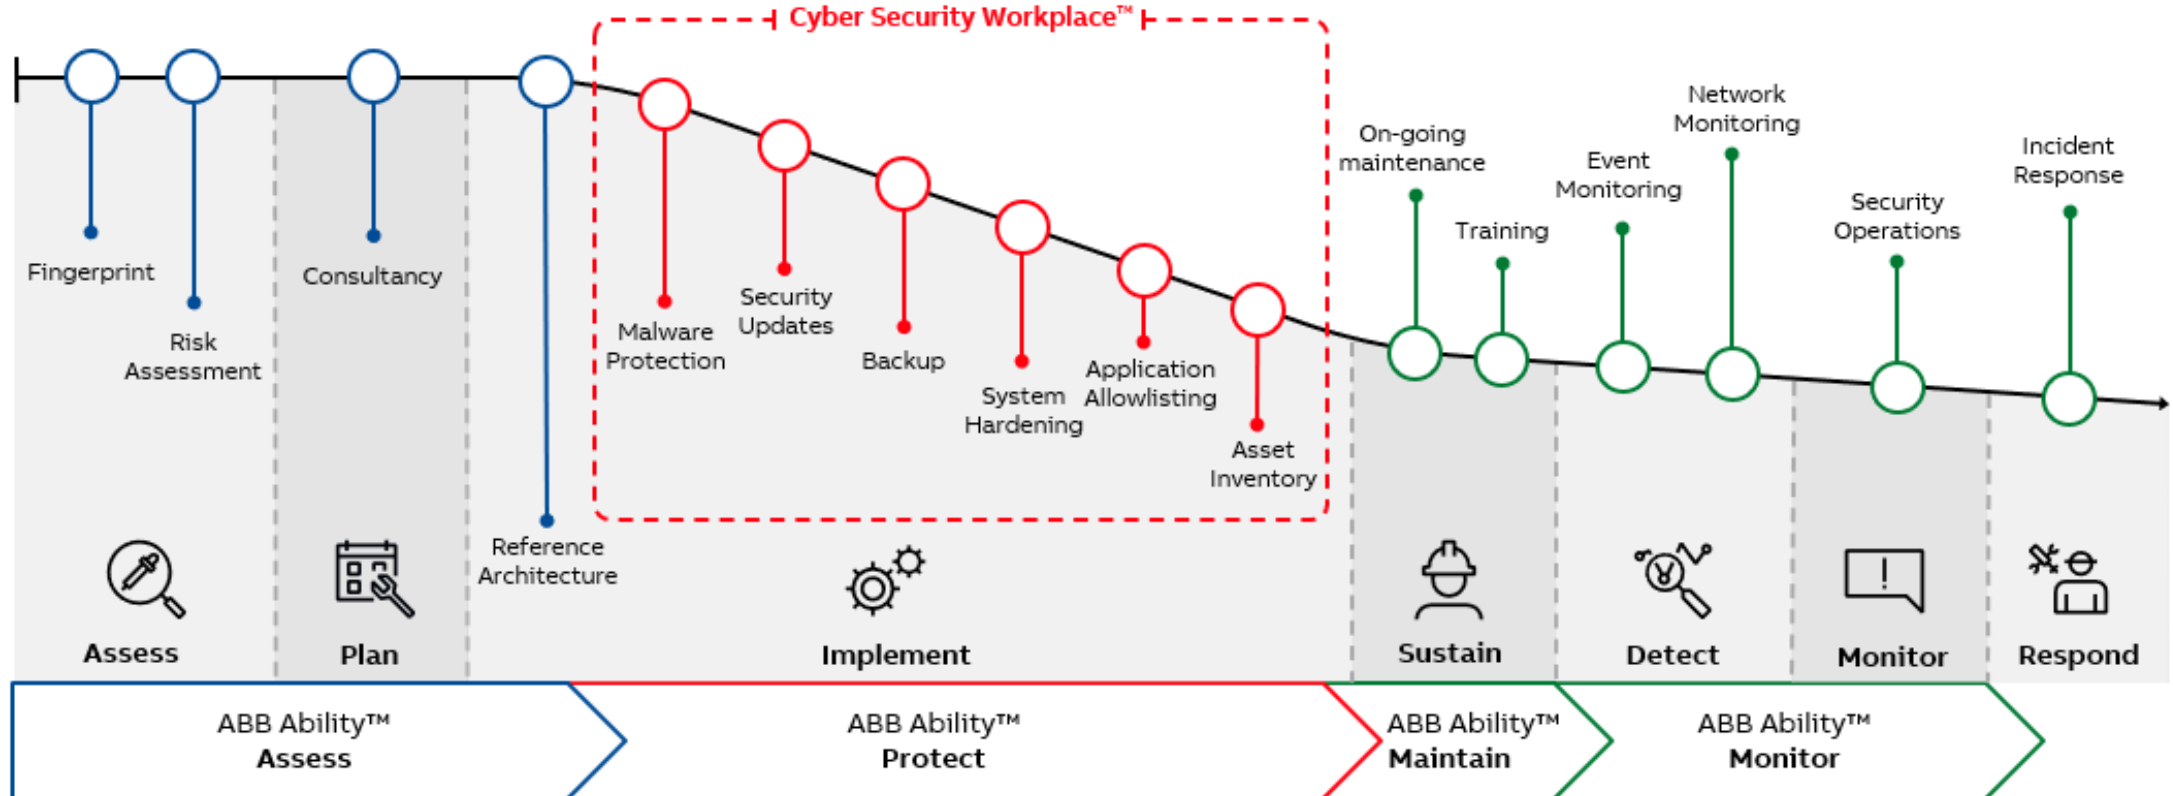 Cyber Security Workplace™
Fingerprint
Risk
Assessment
Consultancy
Reference
Architecture
Malware
Protection
Security
Updates
Backup
System
Hardening
Application
Allowlisting
Asset
Inventory
On-going
maintenance
Training
Event
Monitoring
Network
Monitoring
Security
Operations
Incident
Response
Assess
Plan
Implement
Sustain
Detect
Monitor
Respond
ABB Ability™
Assess
ABB Ability™
Protect
ABB Ability™
Maintain
ABB Ability™
Monitor